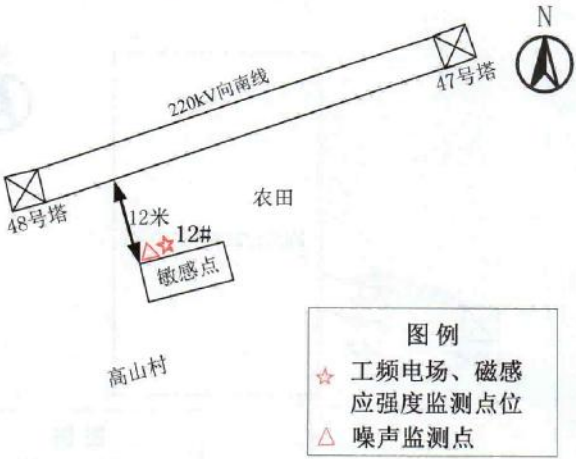 N
220kV向南线
47号塔
48号塔
农田
12米
12#
敏感点
高山村
图例
工频电场、磁感
应强度监测点位
噪声监测点